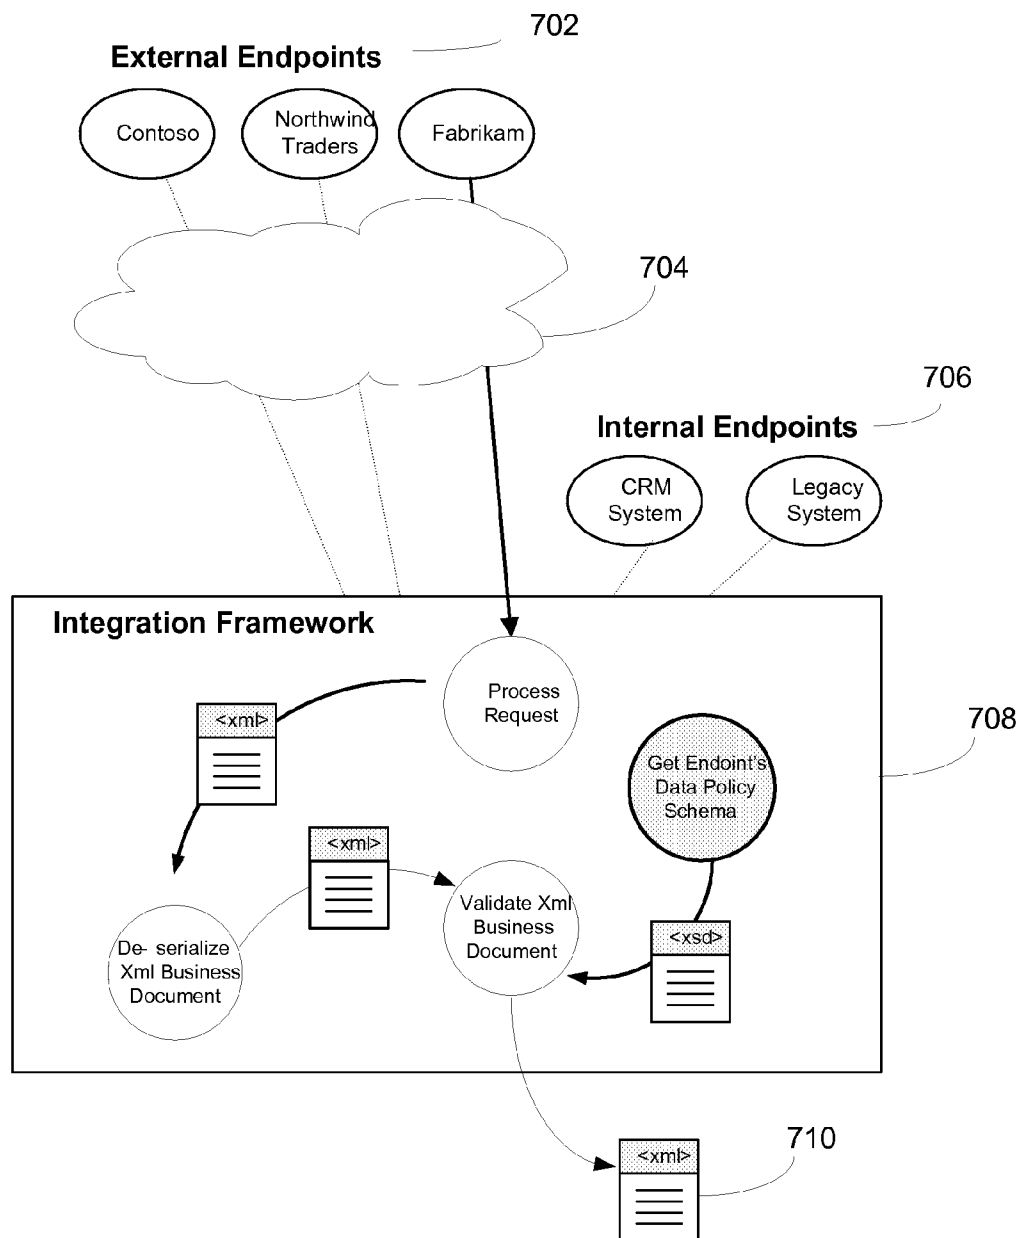 702
External Endpoints
Contoso
Northwind
Traders
Fabrikam
704
706
Internal Endpoints
CRM
System
Legacy
System
Integration Framework
Process
Request
<xml>
708
Get Endoint's
Data Policy
Schema
<xml>
Validate Xml
Business
Document
<xsd>
De- serialize
Xml Business
Document
710
<xml>